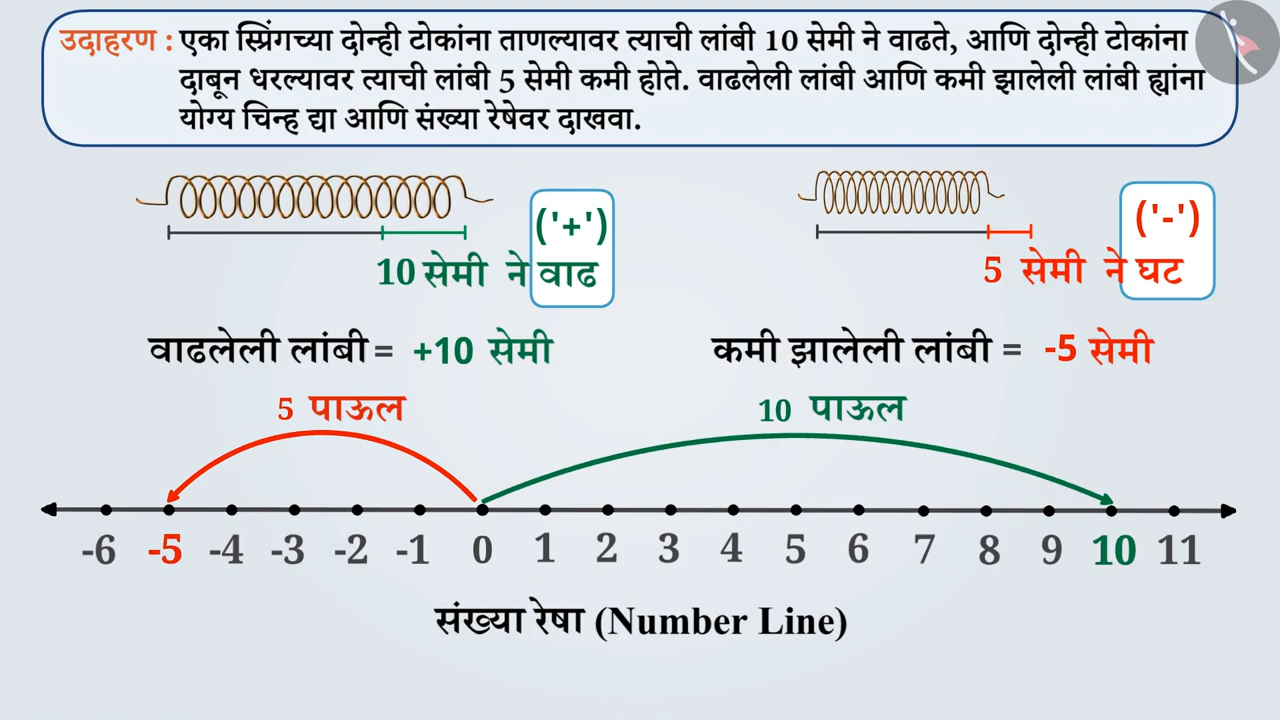 उदाहरण : एका स्प्रिंगच्या दोन्ही टोकांना ताणल्यावर त्याची लांबी 10 सेमी ने वाढते, आणि दोन्ही टोकांना
दाबून धरल्यावर त्याची लांबी 5 सेमी कमी होते. वाढलेली लांबी आणि कमी झालेली लांबी ह्यांना
योग्य चिन्ह द्या आणि संख्या रेषेवर दाखवा.
('+')
10 सेमी ने वाढ
('-')
5 सेमी ने घट
वाढलेली लांबी = +10 सेमी
कमी झालेली लांबी = -5 सेमी
5 पाऊल
10 पाऊल
-6 -5 -4 -3 -2 -1 0 1 2 3 4 5 6 7 8 9 10 11
संख्या रेषा (Number Line)